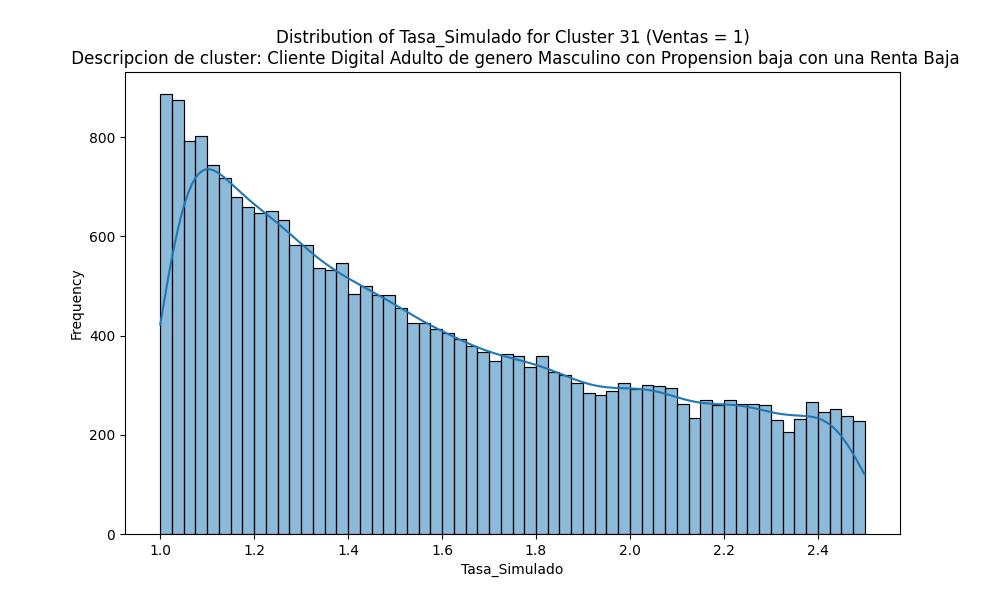 Distribution of Tasa_Simulado for Cluster 31 (Ventas = 1)
Descripcion de cluster: Cliente Digital Adulto de genero Masculino con Propension baja con una Renta Baja
Frequency
800
600
400
200
0
1.0 1.2 1.4 1.6 1.8 2.0 2.2 2.4
Tasa_Simulado